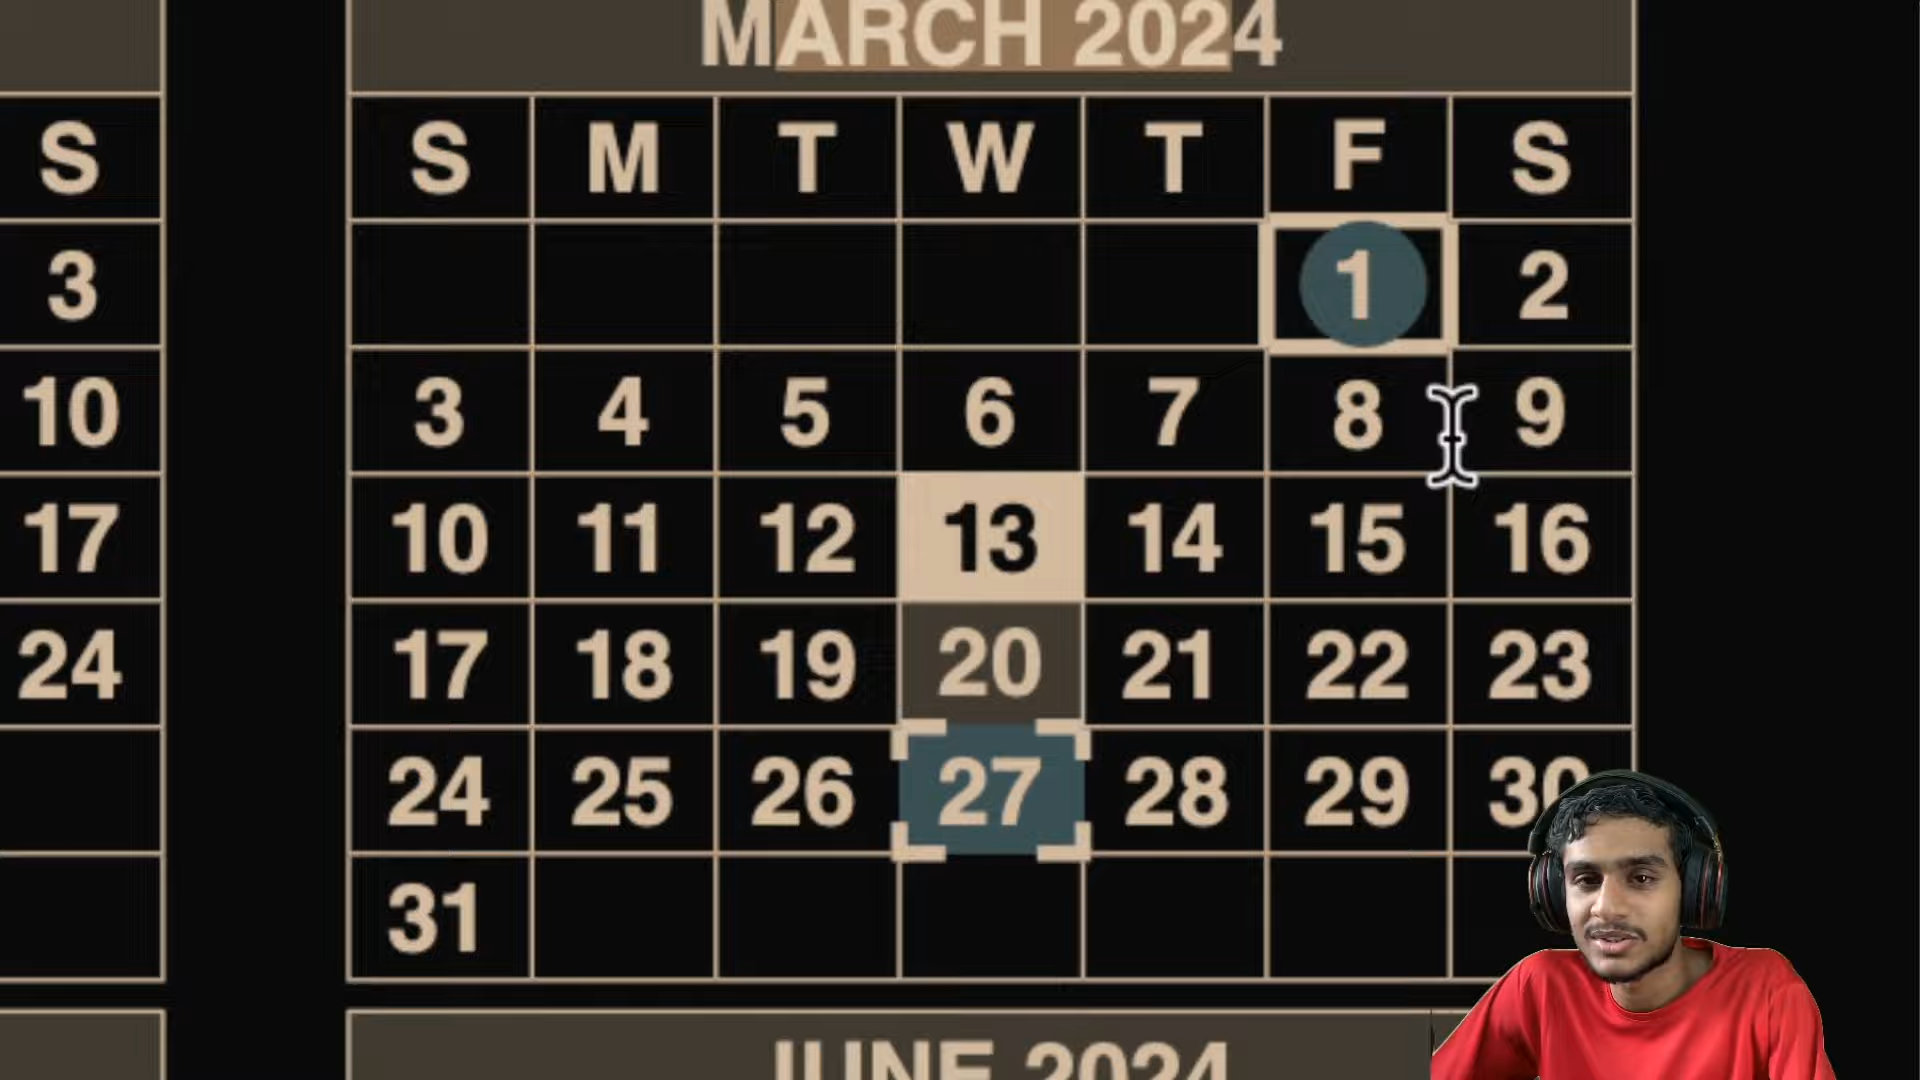 MARCH 2024
S S M T W T F S
3 1 2
10 3 4 5 6 7 8 9
17 10 11 12 13 14 15 16
24 17 18 19 20 21 22 23
24 25 26 27 28 29 30
31
JUNE 2024